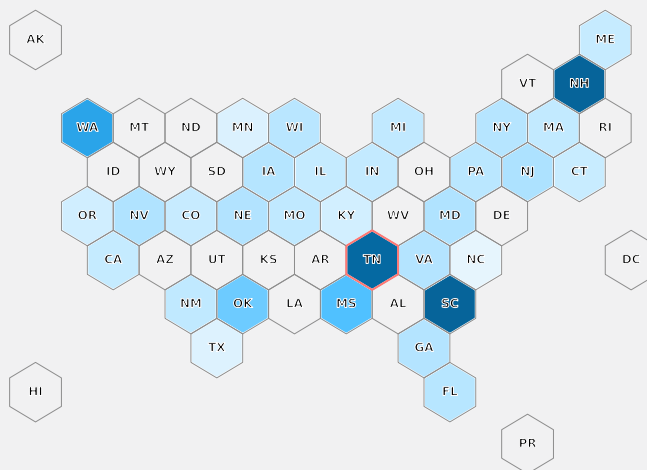 AK
ME
VT
NH
WA
MT
ND
MN
WI
MI
NY
MA
RI
ID
WY
SD
IA
IL
IN
OH
PA
NJ
CT
OR
NV
CO
NE
MO
KY
WV
MD
DE
CA
AZ
UT
KS
AR
TN
VA
NC
DC
NM
OK
LA
MS
AL
SC
TX
GA
HI
FL
PR